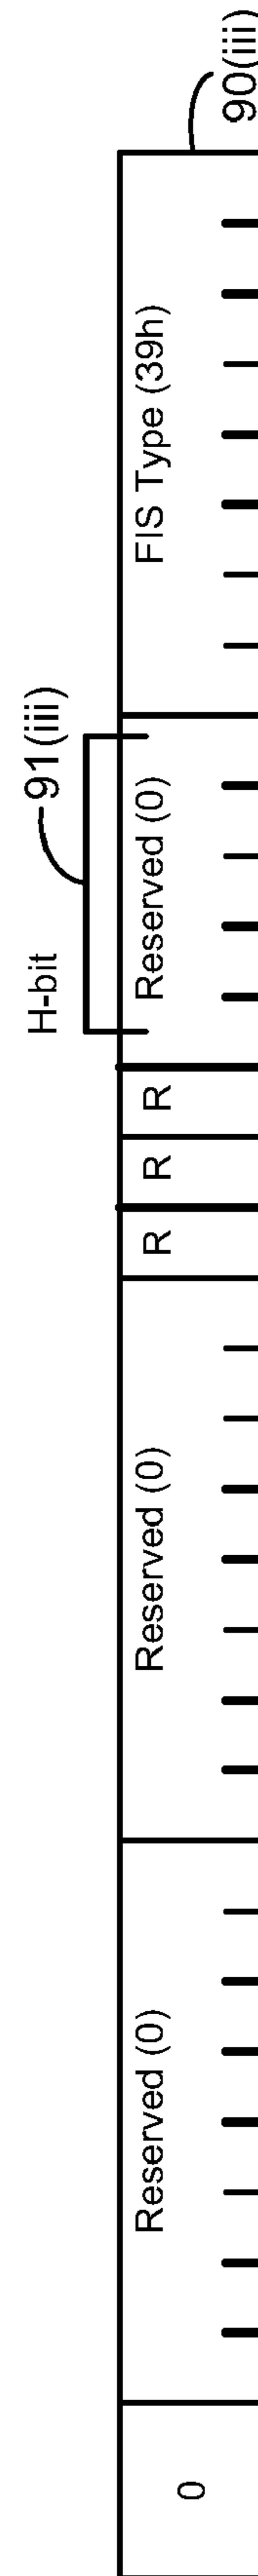 H-bit 91(iii)
0 Reserved (0) Reserved (0) R R R Reserved (0) FIS Type (39h)
90(iii)